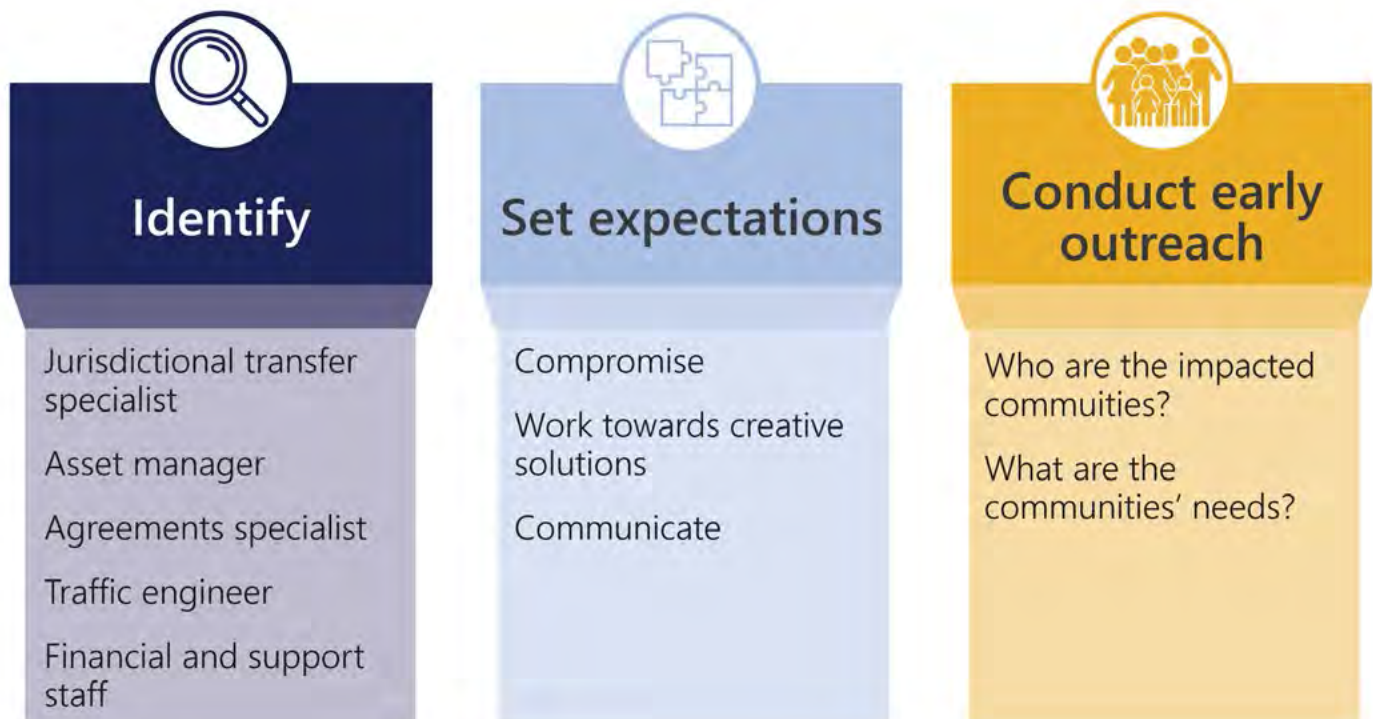 Identify
Jurisdictional transfer
specialist
Asset manager
Agreements specialist
Traffic engineer
Financial and support
staff
Set expectations
Compromise
Work towards creative
solutions
Communicate
Conduct early
outreach
Who are the impacted
commuities?
What are the
communities’ needs?